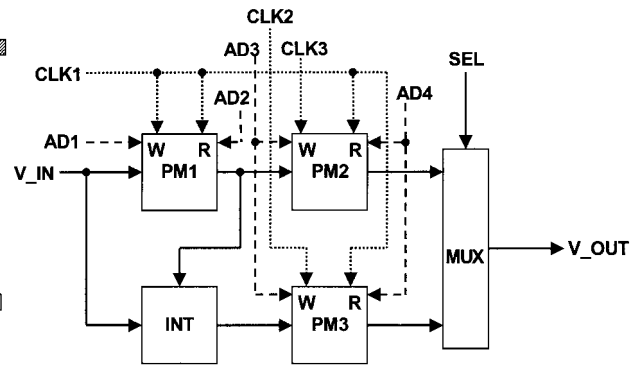 CLK2
AD3 CLK3
SEL
CLK1
AD2
AD4
AD1
W R
PM1
W R
PM2
V_IN
MUX
V_OUT
INT
W R
PM3